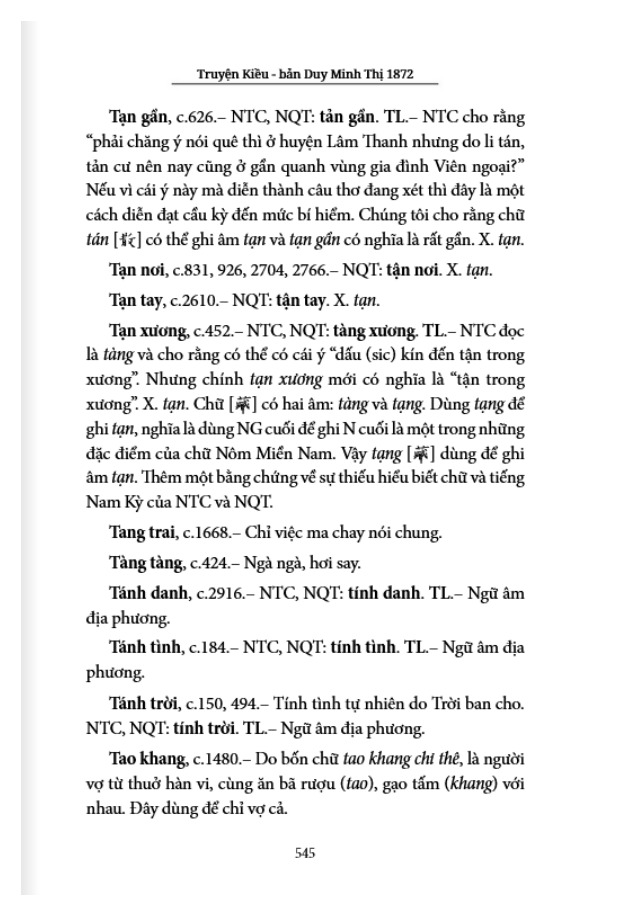 Truyện Kiều - bản Duy Minh Thị 1872
Tạn gần, c.626.– NTC, NQT: tản gần. TL.– NTC cho rằng
“phải chăng ý nói quê thì ở huyện Lâm Thanh nhưng do li tán,
tản cư nên nay cũng ở gần quanh vùng gia đình Viên ngoại?”
Nếu vì cái ý này mà diễn thành câu thơ đang xét thì đây là một
cách diễn đạt cầu kỳ đến mức bí hiểm. Chúng tôi cho rằng chữ
tán [] có thể ghi âm tạn và tạn gần có nghĩa là rất gần. X. tạn.
Tạn nơi, c.831, 926, 2704, 2766.– NQT: tận nơi. X. tạn.
Tạn tay, c.2610.– NQT: tận tay. X. tạn.
Tạn xương, c.452.– NTC, NQT: tàng xương. TL.– NTC đọc
là tàng và cho rằng có thể có cái ý “dấu (sic) kín đến tận trong
xương”. Nhưng chính tạn xương mới có nghĩa là “tận trong
xương”. X. tạn. Chữ [] có hai âm: tàng và tạng. Dùng tạng để
ghi tạn, nghĩa là dùng NG cuối để ghi N cuối là một trong những
đặc điểm của chữ Nôm Miền Nam. Vậy tạng [] dùng để ghi
âm tạn. Thêm một bằng chứng về sự thiếu hiểu biết chữ và tiếng
Nam Kỳ của NTC và NQT.
Tang trai, c.1668.– Chỉ việc ma chay nói chung.
Tàng tàng, c.424.– Ngà ngà, hơi say.
Tánh danh, c.2916.– NTC, NQT: tính danh. TL.– Ngữ âm
địa phương.
Tánh tình, c.184.– NTC, NQT: tính tình. TL.– Ngữ âm địa
phương.
Tánh trời, c.150, 494.– Tính tình tự nhiên do Trời ban cho.
NTC, NQT: tính trời. TL.– Ngữ âm địa phương.
Tao khang, c.1480.– Do bốn chữ tao khang chi thê, là người
vợ từ thuở hàn vi, cùng ăn bã rượu (tao), gạo tấm (khang) với
nhau. Đây dùng để chỉ vợ cả.
545